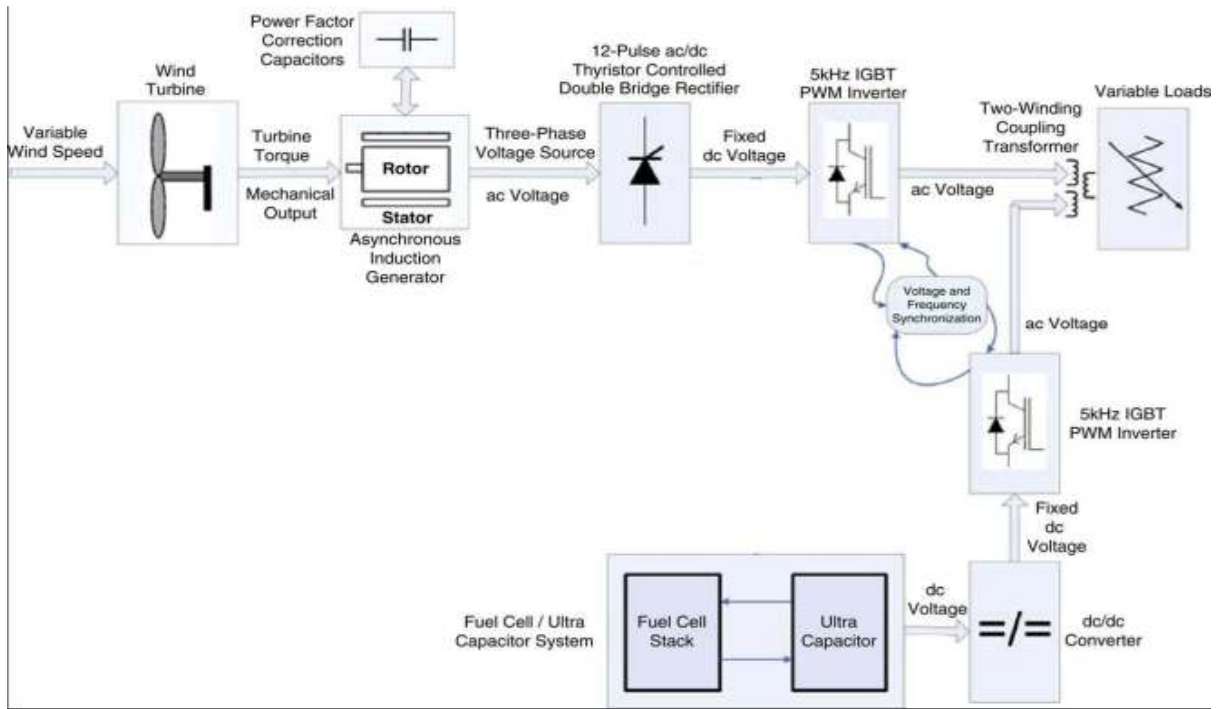 Power Factor
Correction
Capacitors
12-Pulse ac/dc
Thyristor Controlled
Double Bridge Rectifier
5kHz IGBT
PWM Inverter
Wind
Turbine
Two-Winding
Coupling
Transformer
Variable Loads
Variable
Wind Speed
Turbine
Torque
Mechanical
Output
Rotor
Stator
Asynchronous
Induction
Generator
Three-Phase
Voltage Source
ac Voltage
Fixed
dc Voltage
ac Voltage
Voltage and
Frequency
Synchronization
ac Voltage
5kHz IGBT
PWM Inverter
Fixed
dc
Voltage
Fuel Cell / Ultra
Capacitor System
Fuel Cell
Stack
Ultra
Capacitor
dc
Voltage
=/=
dc/dc
Converter